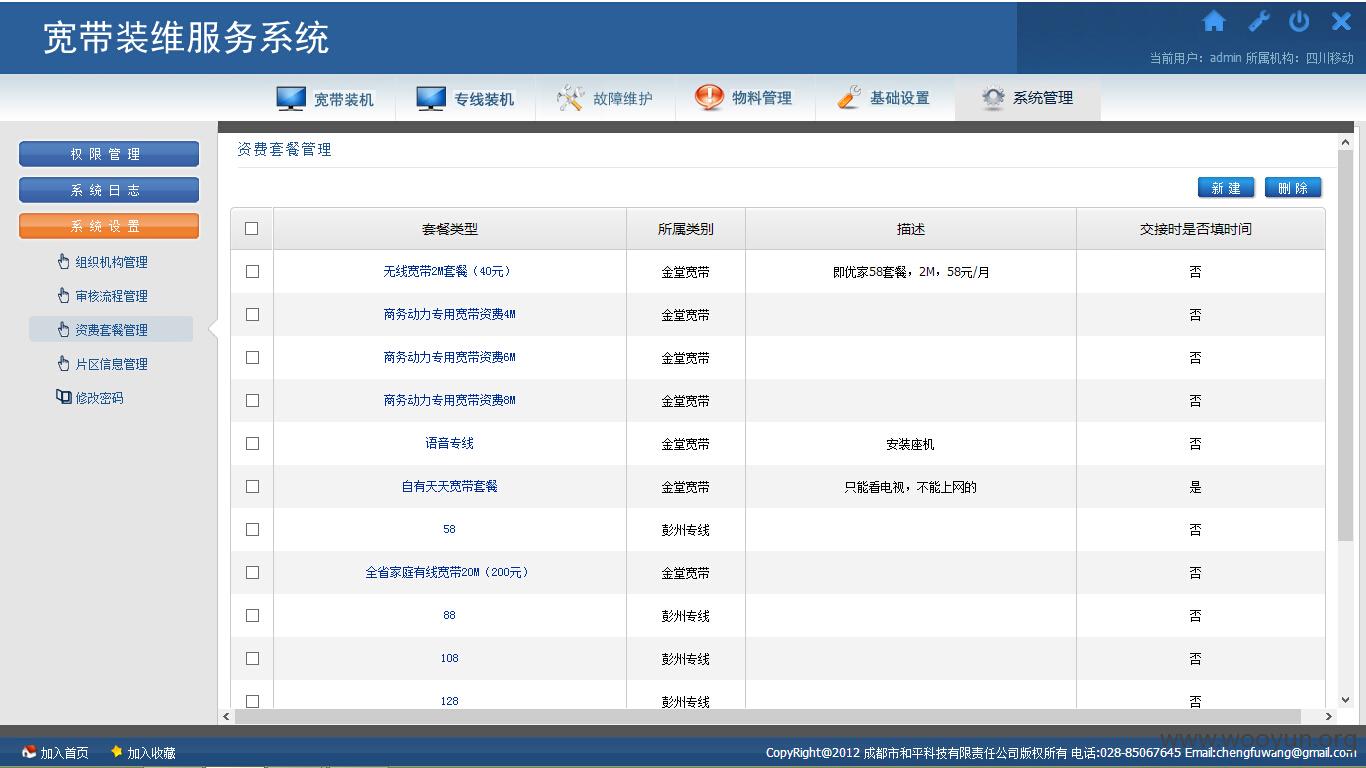 宽带装维服务系统
当前用户：admin 所属机构：四川移动
宽带装机 专线装机 故障维护 物料管理 基础设置 系统管理
权限管理
系统日志
系统设置
组织机构管理
审核流程管理
资费套餐管理
片区信息管理
修改密码
资费套餐管理
新建 删除
套餐类型 所属类别 描述 交接时是否填时间
无线宽带2M套餐（40元） 金堂宽带 即优家58套餐，2M，58元/月 否
商务动力专用宽带资费4M 金堂宽带 否
商务动力专用宽带资费6M 金堂宽带 否
商务动力专用宽带资费8M 金堂宽带 否
语音专线 金堂宽带 安装座机 否
自有天天宽带套餐 金堂宽带 只能看电视，不能上网的 是
58 彭州专线 否
全省家庭有线宽带20M（200元） 金堂宽带 否
88 彭州专线 否
108 彭州专线 否
128 彭州专线 否
加入首页 加入收藏
CopyRight@2012 成都市和平科技有限责任公司版权所有 电话:028-85067645 Email:chengfuwang@gmail.com
www.wooyun.org